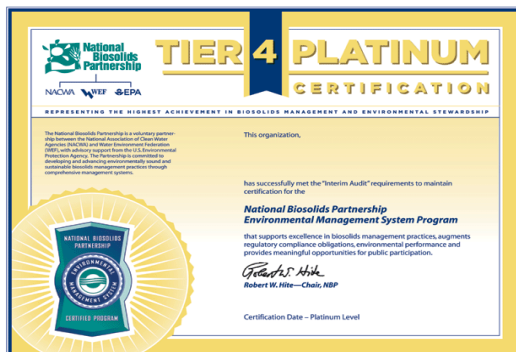 National
Biosolids
Partnership
NACWA WEF EPA
TIER 4 PLATINUM
CERTIFICATION
REPRESENTING THE HIGHEST ACHIEVEMENT IN BIOSOLIDS MANAGEMENT AND ENVIRONMENTAL STEWARDSHIP
The National Biosolids Partnership is a voluntary partner-
ship between the National Association of Clean Water
Agencies (NACWA) and Water Environment Federation
(WEF), with advisory support from the U.S. Environmental
Protection Agency. The Partnership is committed to
developing and advancing environmentally sound and
sustainable biosolids management practices through
comprehensive management systems.
This organization,
has successfully met the "Interim Audit" requirements to maintain
certification for the
National Biosolids Partnership
Environmental Management System Program
that supports excellence in biosolids management practices, augments
regulatory compliance obligations, environmental performance and
provides meaningful opportunities for public participation.
Robert W. Hite
Robert W. Hite—Chair, NBP
Certification Date – Platinum Level
NATIONAL BIOSOLIDS
PARTNERSHIP
ENVIRONMENTAL
MANAGEMENT SYSTEM
CERTIFIED PROGRAM